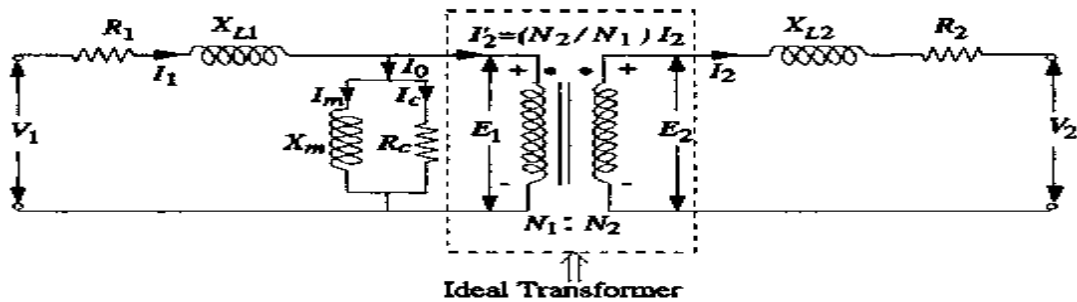 R1
XL1
I'2=(N2/N1) I2
XL2
R2
I1
I0
I2
Im
Ic
V1
Xm
Rc
E1
E2
V2
+
+
-
-
N1 : N2
Ideal Transformer